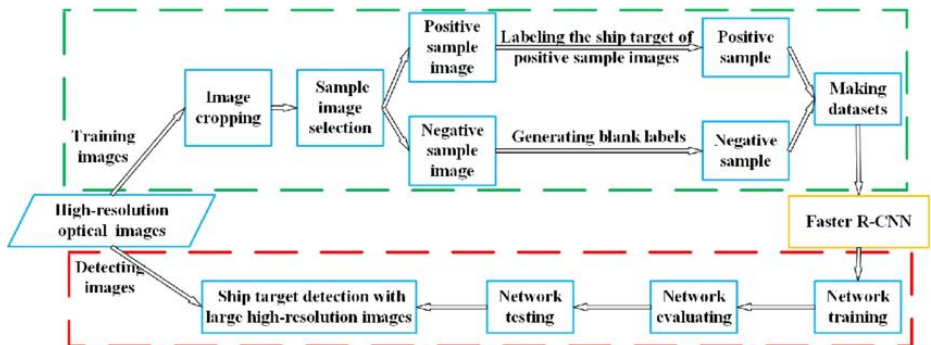 Training
images
Image
cropping
Sample
image
selection
Positive
sample
image
Labeling the ship target of
positive sample images
Positive
sample
Negative
sample
image
Generating blank labels
Negative
sample
Making
datasets
High-resolution
optical images
Faster R-CNN
Detecting
images
Ship target detection with
large high-resolution images
Network
testing
Network
evaluating
Network
training